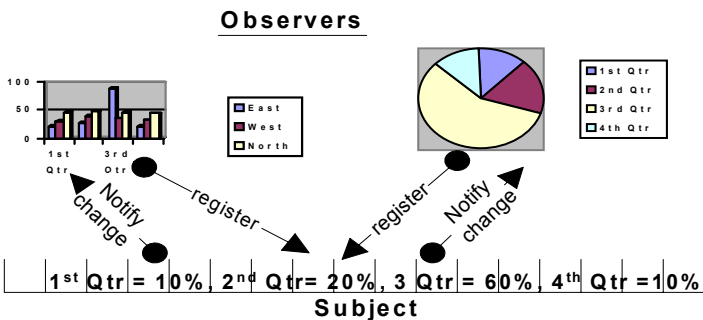 Observers
100
50
0
1st Qtr
3rd Qtr
East
West
North
1st Qtr
2nd Qtr
3rd Qtr
4th Qtr
Notify change
register
register
Notify change
1st Qtr = 10%, 2nd Qtr= 20%, 3 Qtr = 60%, 4th Qtr =10%
Subject